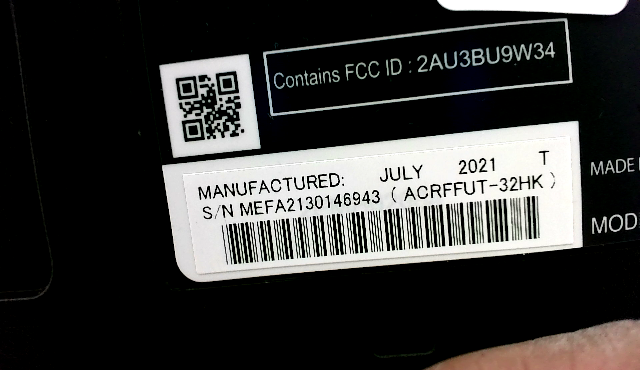 Contains FCC ID : 2AU3BU9W34
MANUFACTURED: JULY 2021 T
S/N MEFA2130146943 ( ACRFFUT-32HK )
MADE
MOD